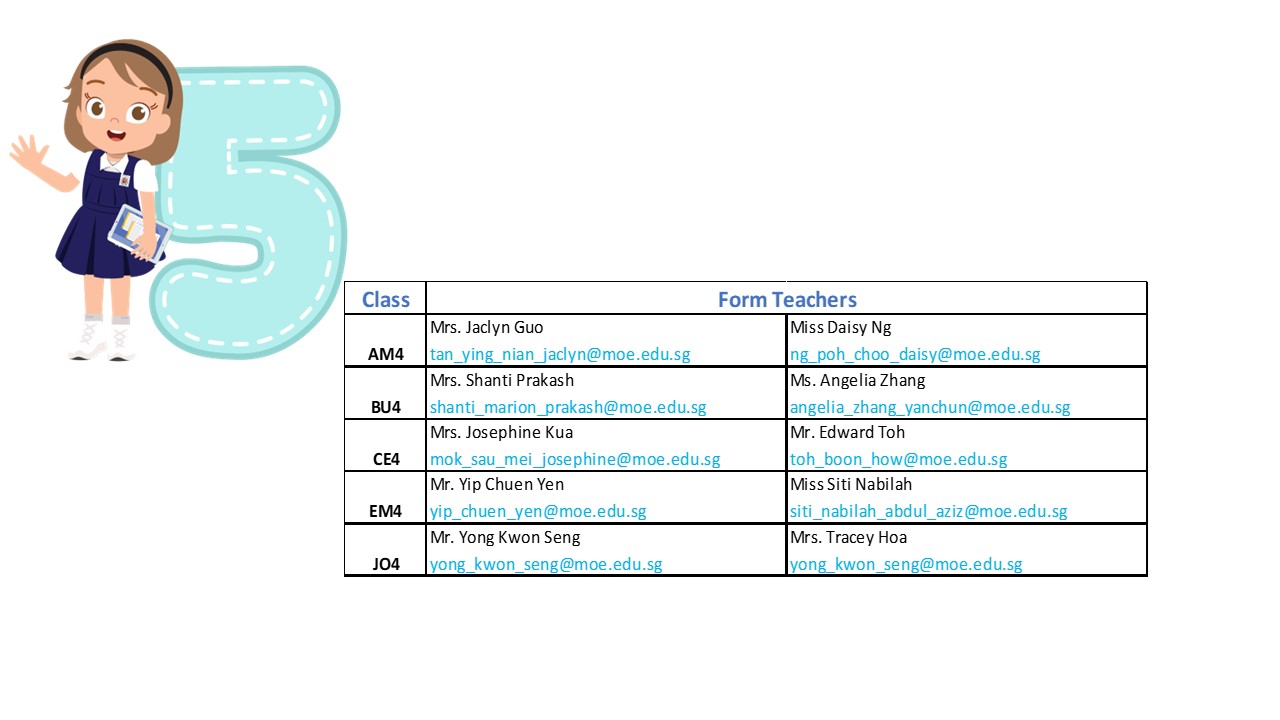 5
Class Form Teachers
Mrs. Jaclyn Guo Miss Daisy Ng
AM4 tan_ying_nian_jaclyn@moe.edu.sg ng_poh_choo_daisy@moe.edu.sg
Mrs. Shanti Prakash Ms. Angelia Zhang
BU4 shanti_marion_prakash@moe.edu.sg angelia_zhang_yanchun@moe.edu.sg
Mrs. Josephine Kua Mr. Edward Toh
CE4 mok_sau_mei_josephine@moe.edu.sg toh_boon_how@moe.edu.sg
Mr. Yip Chuen Yen Miss Siti Nabilah
EM4 yip_chuen_yen@moe.edu.sg siti_nabilah_abdul_aziz@moe.edu.sg
Mr. Yong Kwon Seng Mrs. Tracey Hoa
JO4 yong_kwon_seng@moe.edu.sg yong_kwon_seng@moe.edu.sg